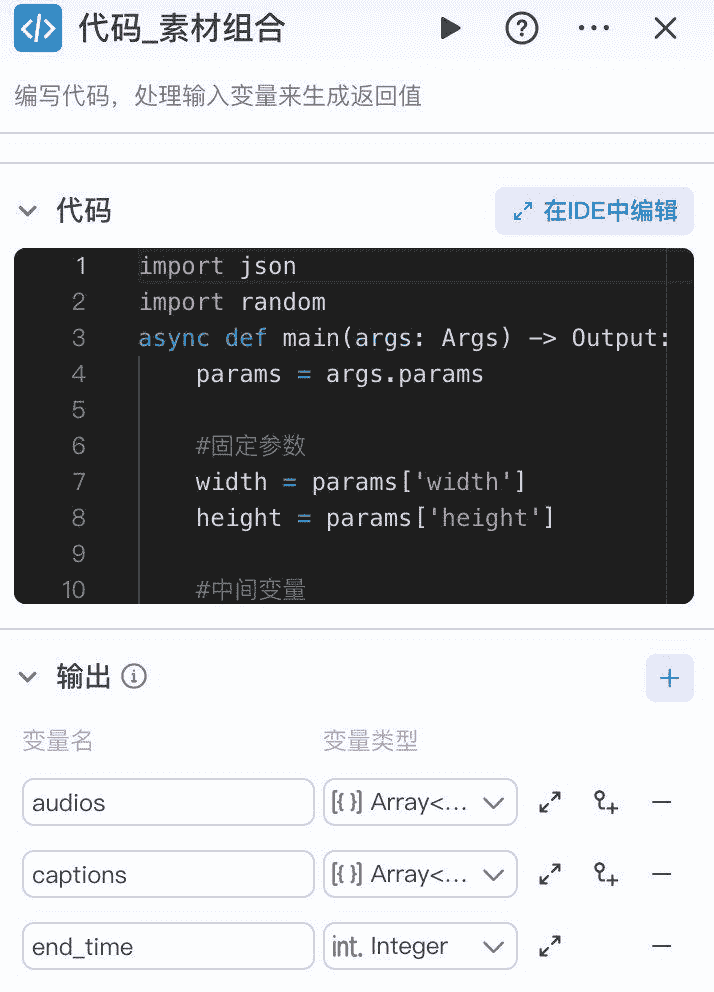 代码_素材组合
编写代码，处理输入变量来生成返回值
代码
在IDE中编辑
1 import json
2 import random
3 async def main(args: Args) -> Output:
4 params = args.params
5
6 #固定参数
7 width = params['width']
8 height = params['height']
9
10 #中间变量
输出
变量名 变量类型
audios [{}] Array<...
captions [{}] Array<...
end_time int. Integer